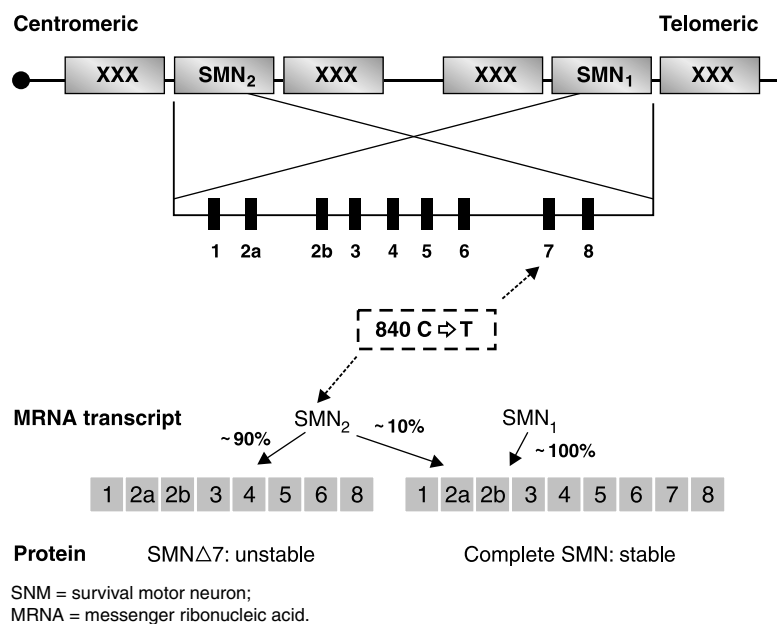 Centromeric Telomeric
XXX SMN₂ XXX XXX SMN₁ XXX
1 2a 2b 3 4 5 6 7 8
840 C ⇨ T
MRNA transcript SMN₂ SMN₁
~90% ~10% ~100%
1 2a 2b 3 4 5 6 8 1 2a 2b 3 4 5 6 7 8
Protein SMN△7: unstable Complete SMN: stable
SNM = survival motor neuron;
MRNA = messenger ribonucleic acid.